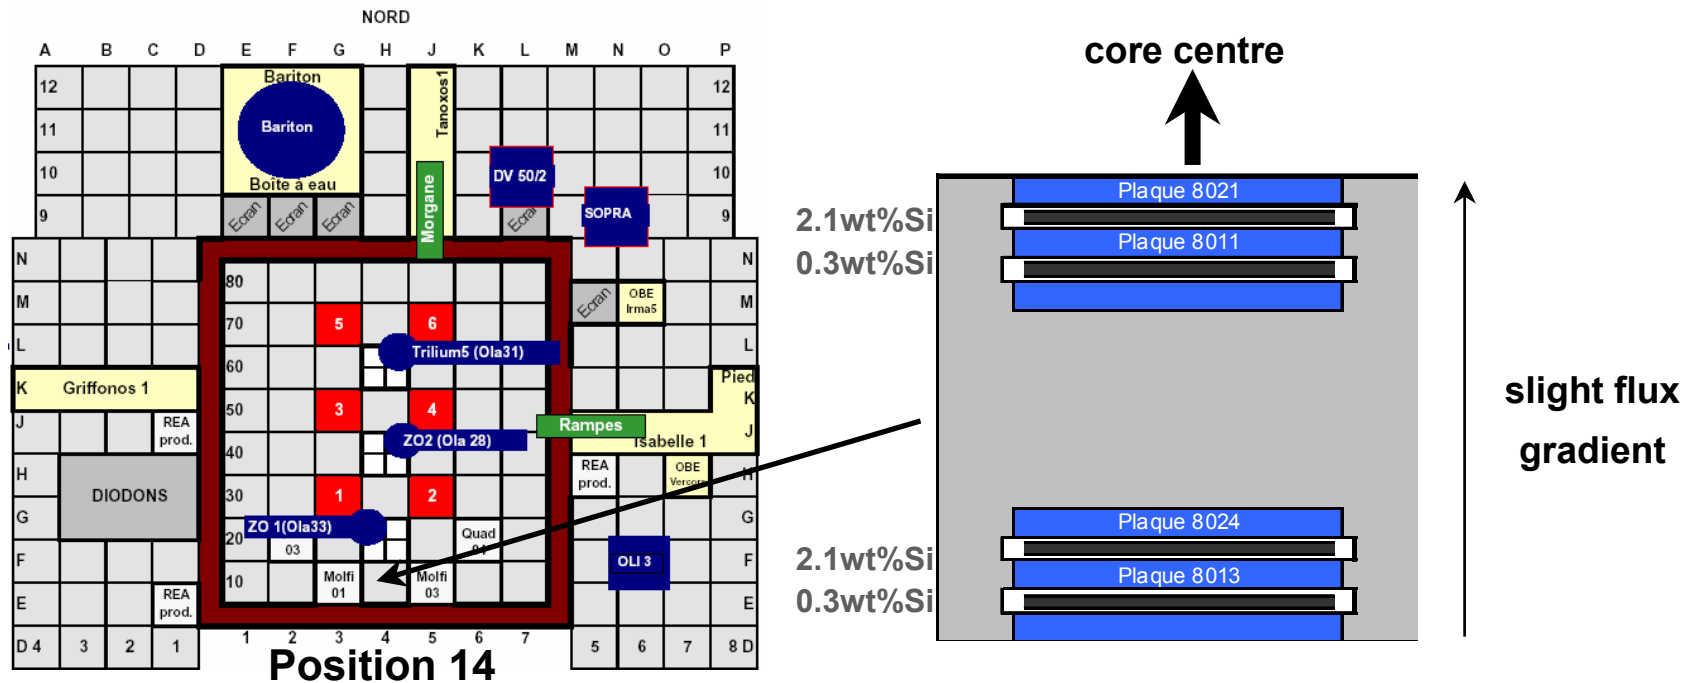 NORD
A B C D E F G H J K L M N O P
12 Bariton Tanoxos1 12
11 Bariton 11
10 Boîte à eau DV 50/2 10
9 Ecran Ecran Ecran Morgane Ecran SOPRA 9
N N
80
M Ecran OBE Irma5 M
70 5 6
L Trilium5 (Ola31) L
60
K Griffonos 1 Pied K
50 3 4
J REA prod. Rampes Isabelle 1 J
ZO2 (Ola 28)
40
H DIODONS REA prod. OBE Vercors H
30 1 2
G ZO 1(Ola33) G
20 03 Quad
F OLI 3 F
10 Molfi 01 Molfi 03
E REA prod. E
D 4 3 2 1 1 2 3 4 5 6 7 5 6 7 8 D
Position 14
core centre
Plaque 8021
2.1wt%Si
Plaque 8011
0.3wt%Si
slight flux
gradient
Plaque 8024
2.1wt%Si
Plaque 8013
0.3wt%Si